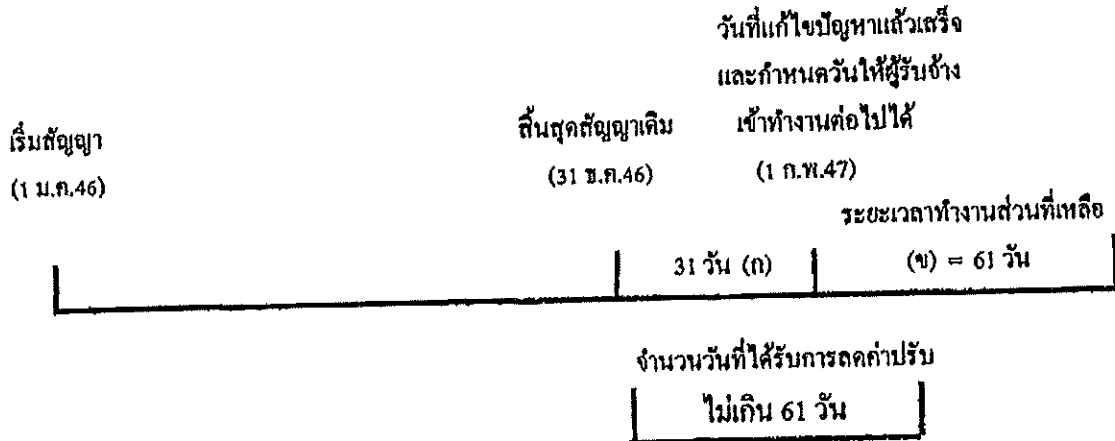 วันที่แก้ไขปัญหาแล้วเสร็จ
และกำหนดวันให้ผู้รับจ้าง
เข้าทำงานต่อไปได้
(1 ก.พ.47)
เริ่มสัญญา
(1 ม.ค.46)
สิ้นสุดสัญญาเดิม
(31 ธ.ค.46)
ระยะเวลาทำงานส่วนที่เหลือ
31 วัน (ก)
(ข) = 61 วัน
จำนวนวันที่ได้รับการลดค่าปรับ
ไม่เกิน 61 วัน